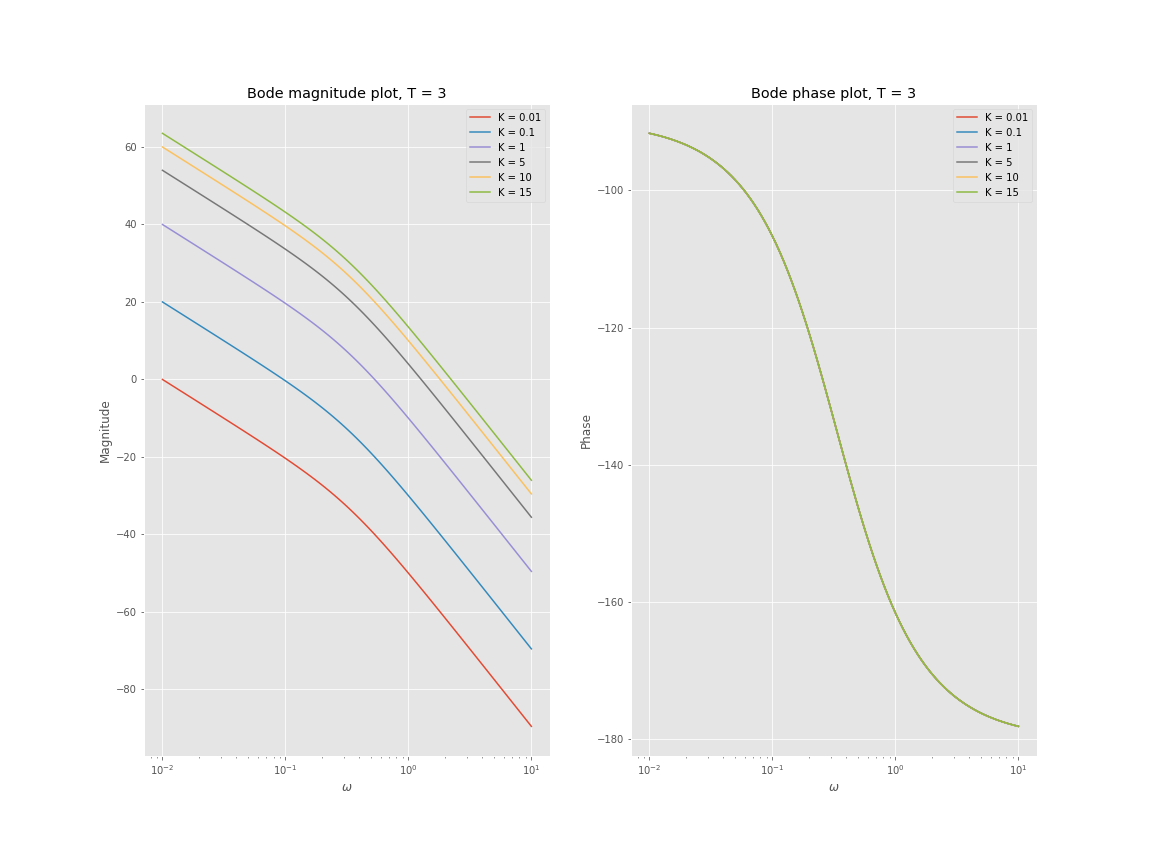 Bode magnitude plot, T = 3
K = 0.01
K = 0.1
K = 1
K = 5
K = 10
K = 15
60
40
20
0
−20
−40
−60
−80
Magnitude
10⁻²
10⁻¹
10⁰
10¹
ω
Bode phase plot, T = 3
K = 0.01
K = 0.1
K = 1
K = 5
K = 10
K = 15
−100
−120
−140
−160
−180
Phase
10⁻²
10⁻¹
10⁰
10¹
ω